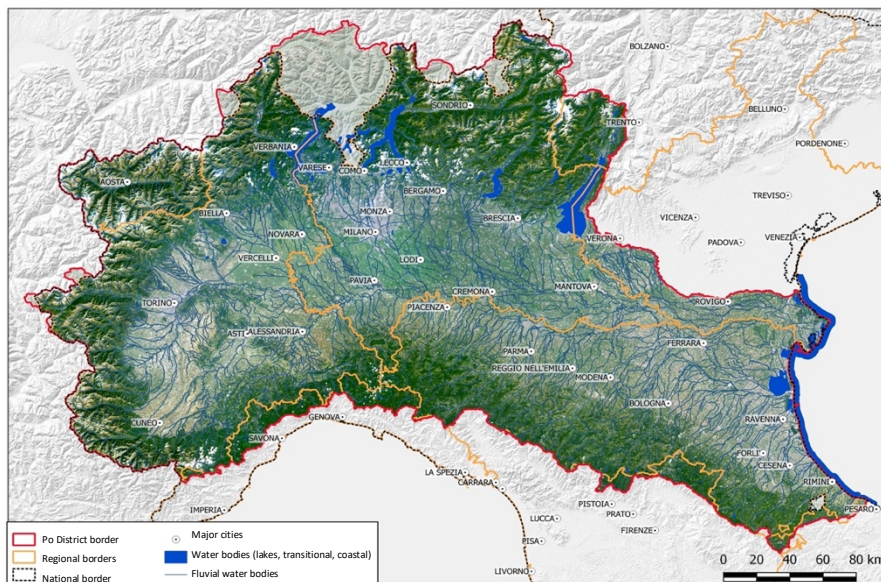 BOLZANO
BELLUNO
SONDRIO
TRENTO
PORDENONE
VERBANIA
LECCO
VARESE
COMO
AOSTA
BERGAMO
TREVISO
BIELLA
MONZA
BRESCIA
VICENZA
NOVARA
MILANO
VERONA
PADOVA
VENEZIA
VERCELLI
LODI
PAVIA
MANTOVA
CREMONA
TORINO
ROVIGO
PIACENZA
ASTI
ALESSANDRIA
FERRARA
PARMA
REGGIO NELL'EMILIA
MODENA
BOLOGNA
CUNEO
GENOVA
RAVENNA
SAVONA
FORLI'
CESENA
LA SPEZIA
CARRARA
RIMINI
IMPERIA
PISTOIA
PESARO
PRATO
LUCCA
FIRENZE
PISA
LIVORNO
Po District border
Regional borders
National border
Major cities
Water bodies (lakes, transitional, coastal)
Fluvial water bodies
0 20 40 60 80 km